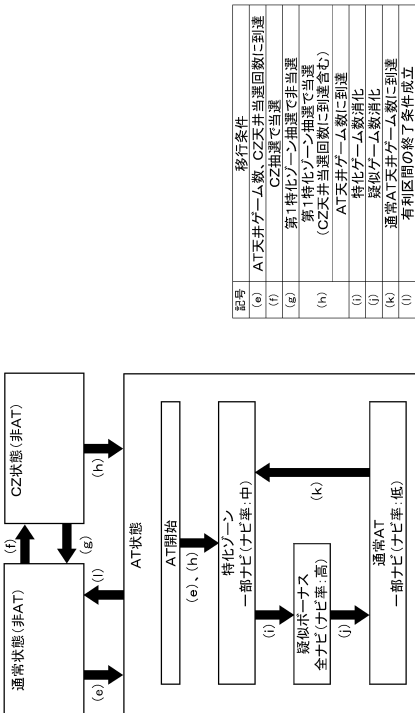 通常状態(非AT)
(f)
(g)
CZ状態(非AT)
(e)
(l)
(h)
AT状態
AT開始
(e)、(h)
特化ゾーン
一部ナビ(ナビ率:中)
(i)
疑似ボーナス
全ナビ(ナビ率:高)
(j)
(k)
通常AT
一部ナビ(ナビ率:低)
記号 移行条件
(e) AT天井ゲーム数、CZ天井当選回数に到達
(f) CZ抽選で当選
(g) 第1特化ゾーン抽選で非当選
(h) 第1特化ゾーン抽選で当選
(CZ天井当選回数に到達含む)
AT天井ゲーム数に到達
(i) 特化ゲーム数消化
(j) 疑似ゲーム数消化
(k) 通常AT天井ゲーム数に到達
(l) 有利区間の終了条件成立